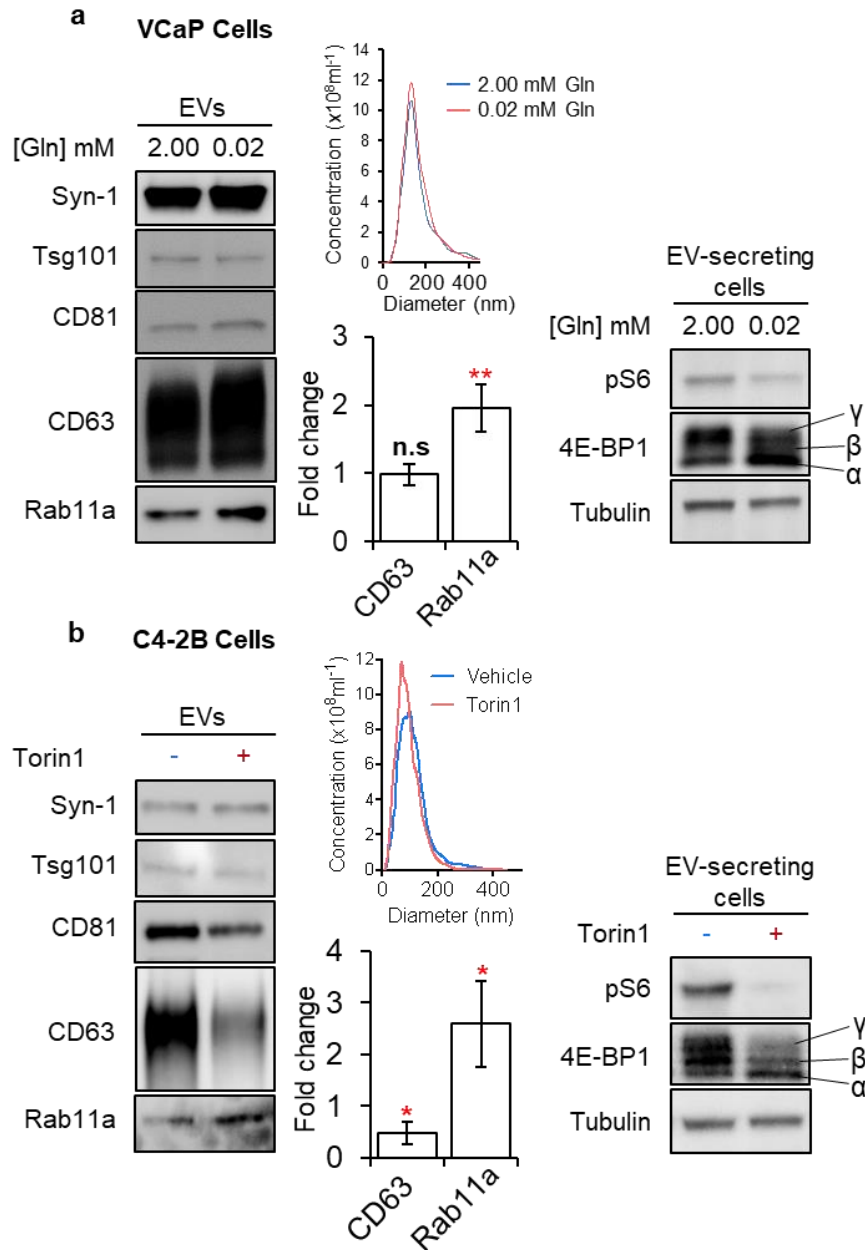 a
VCaP Cells
EVs
[Gln] mM
2.00 0.02
Syn-1
Tsg101
CD81
CD63
Rab11a
Concentration (x10⁸ml⁻¹)
14
12
10
8
6
4
2
0
0 200 400
Diameter (nm)
2.00 mM Gln
0.02 mM Gln
Fold change
3
2
1
0
n.s
**
CD63
Rab11a
EV-secreting
cells
[Gln] mM 2.00 0.02
pS6
4E-BP1
γ
β
α
Tubulin
b
C4-2B Cells
EVs
Torin1 - +
Syn-1
Tsg101
CD81
CD63
Rab11a
Concentration (x10⁸ml⁻¹)
12
10
8
6
4
2
0
0 200 400
Diameter (nm)
Vehicle
Torin1
Fold change
4
3
2
1
0
*
*
CD63
Rab11a
EV-secreting
cells
Torin1 - +
pS6
4E-BP1
γ
β
α
Tubulin